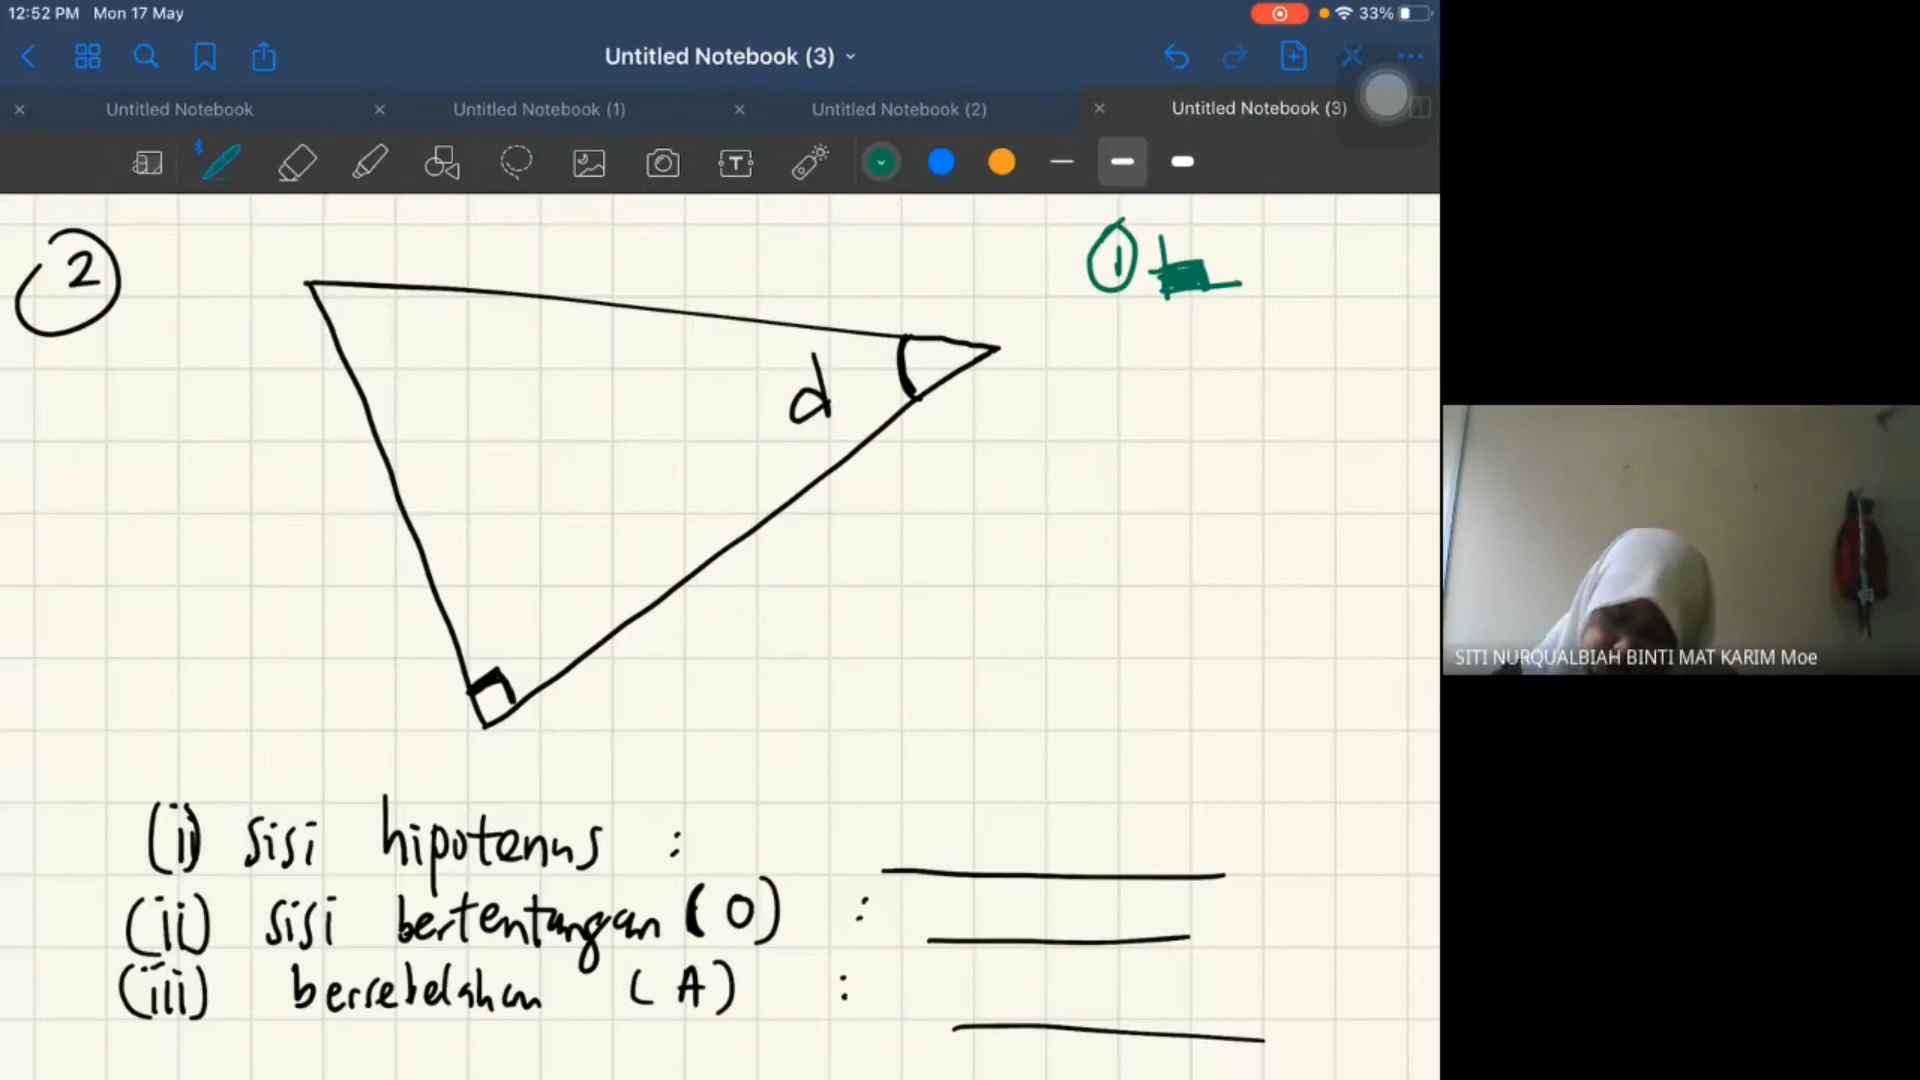 12:52 PM Mon 17 May
33%
Untitled Notebook (3)
Untitled Notebook
Untitled Notebook (1)
Untitled Notebook (2)
Untitled Notebook (3)
T
2
1
d
(i) sisi hipotenus :
(ii) sisi bertentangan (O) :
(iii) bersebelahan (A) :
SITI NURQUALBIAH BINTI MAT KARIM Moe